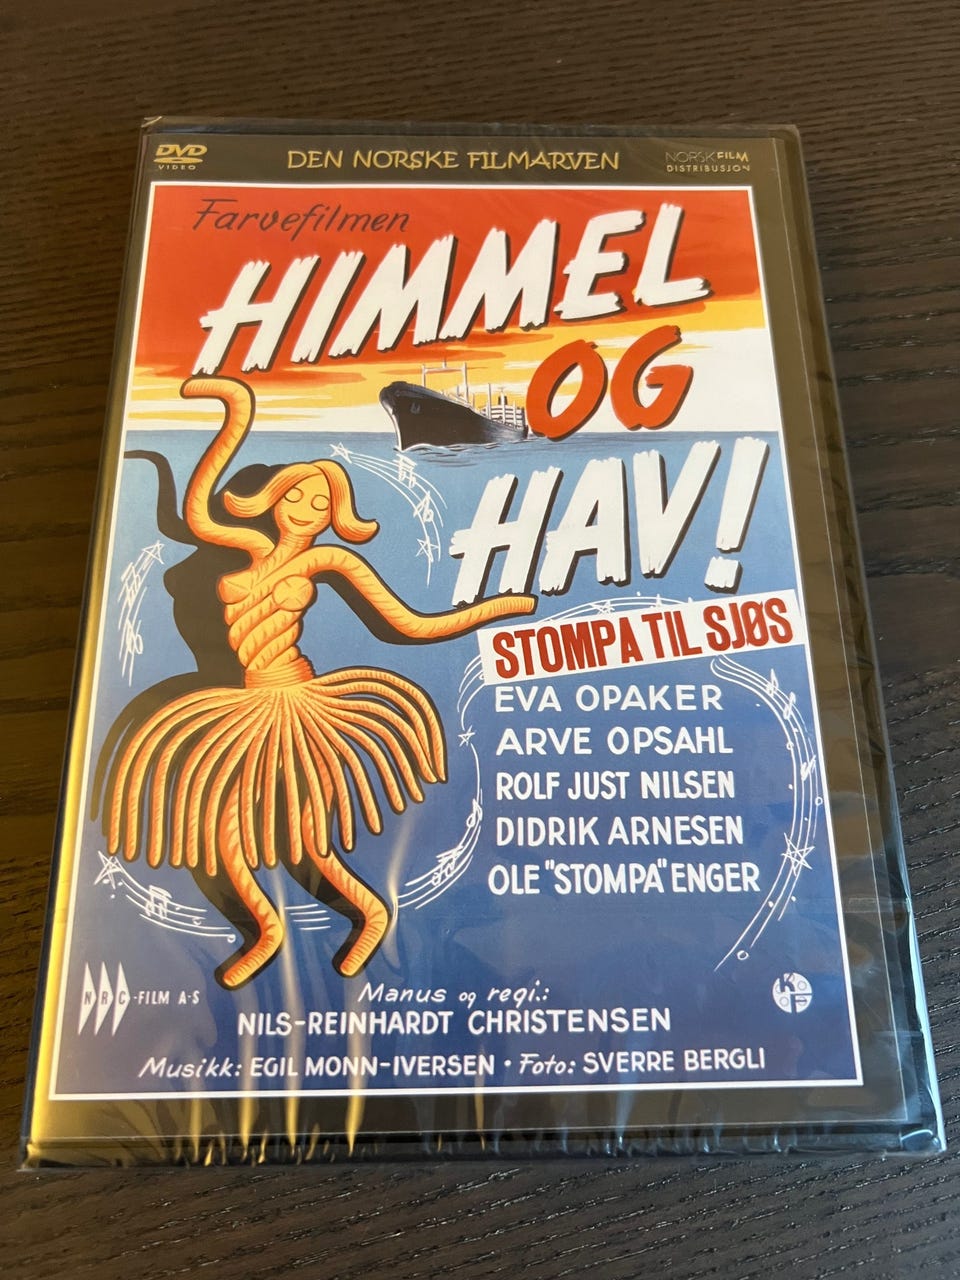 DVD
VIDEO
DEN NORSKE FILMARVEN
NORSK FILM
DISTRIBUSJON
Farvefilmen
HIMMEL
OG
HAV!
STOMPA TIL SJØS
EVA OPAKER
ARVE OPSAHL
ROLF JUST NILSEN
DIDRIK ARNESEN
OLE "STOMPA" ENGER
NRC-FILM A-S
KF
Manus og regi.:
NILS-REINHARDT CHRISTENSEN
Musikk: EGIL MONN-IVERSEN · Foto: SVERRE BERGLI